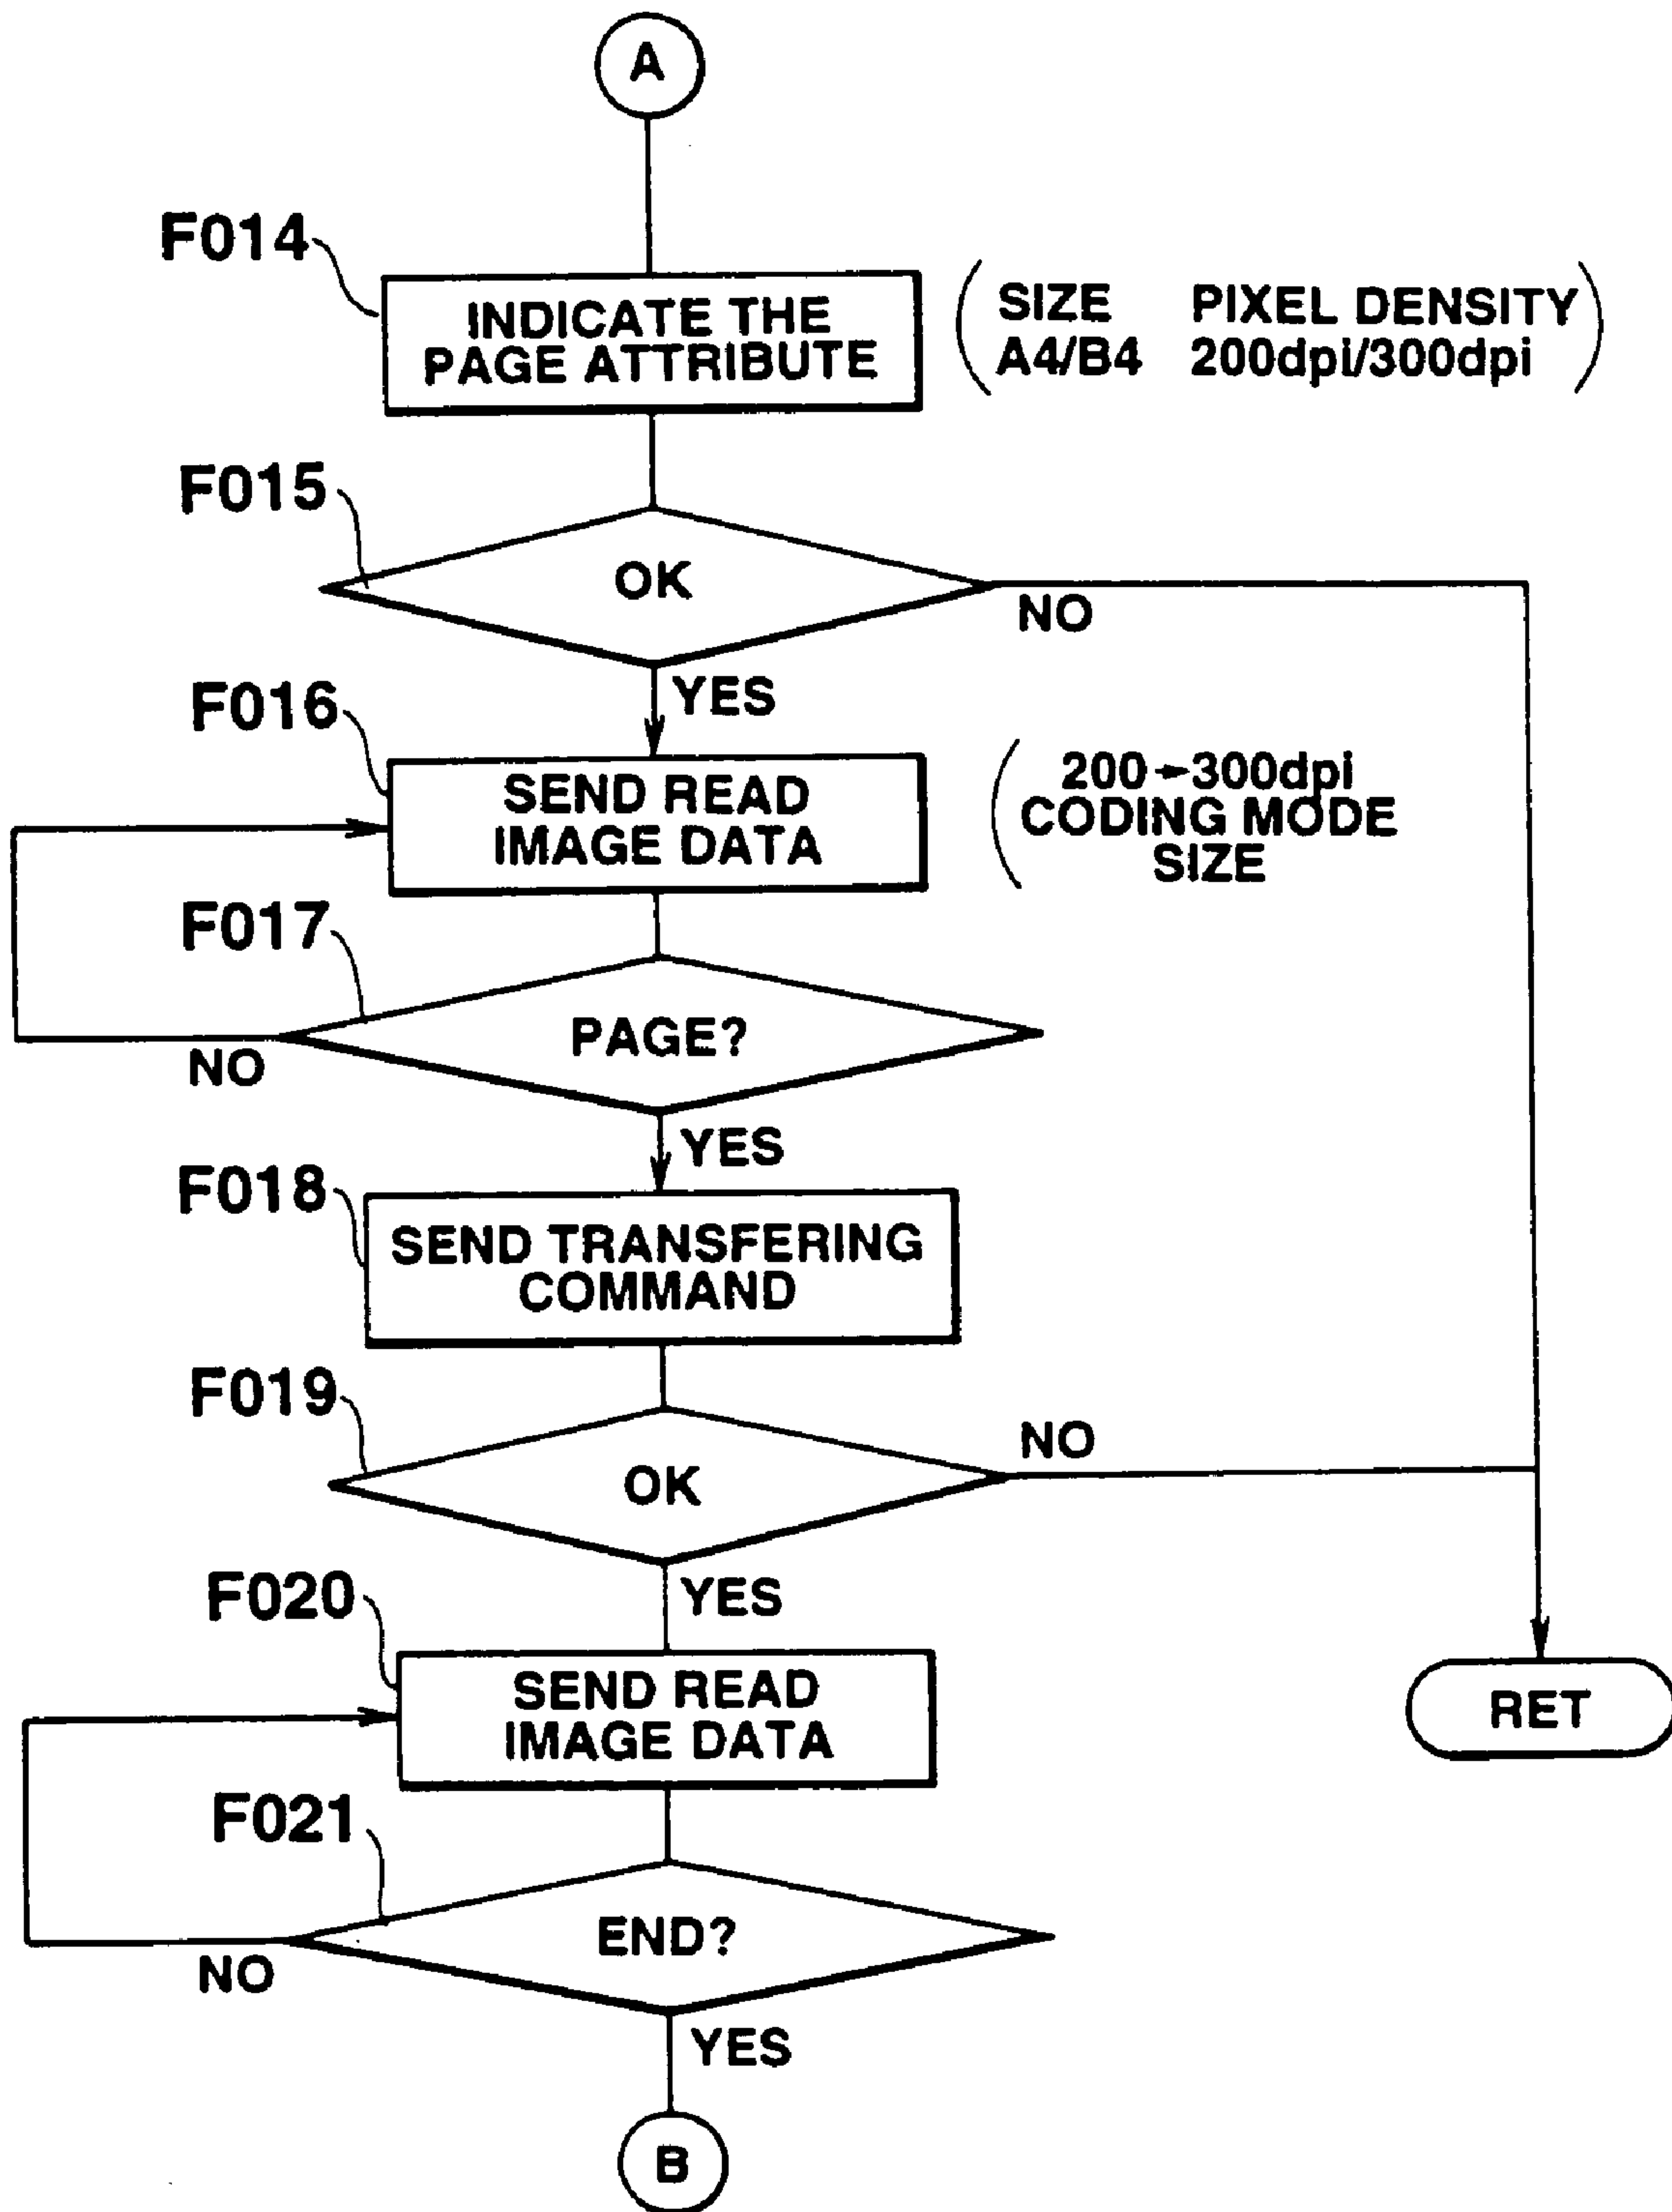 A
F014
INDICATE THE
PAGE ATTRIBUTE
( SIZE PIXEL DENSITY )
A4/B4 200dpi/300dpi
F015
OK
NO
YES
F016
SEND READ
IMAGE DATA
( 200→300dpi
CODING MODE
SIZE
F017
PAGE?
NO
YES
F018
SEND TRANSFERING
COMMAND
F019
OK
NO
YES
F020
SEND READ
IMAGE DATA
RET
F021
END?
NO
YES
B